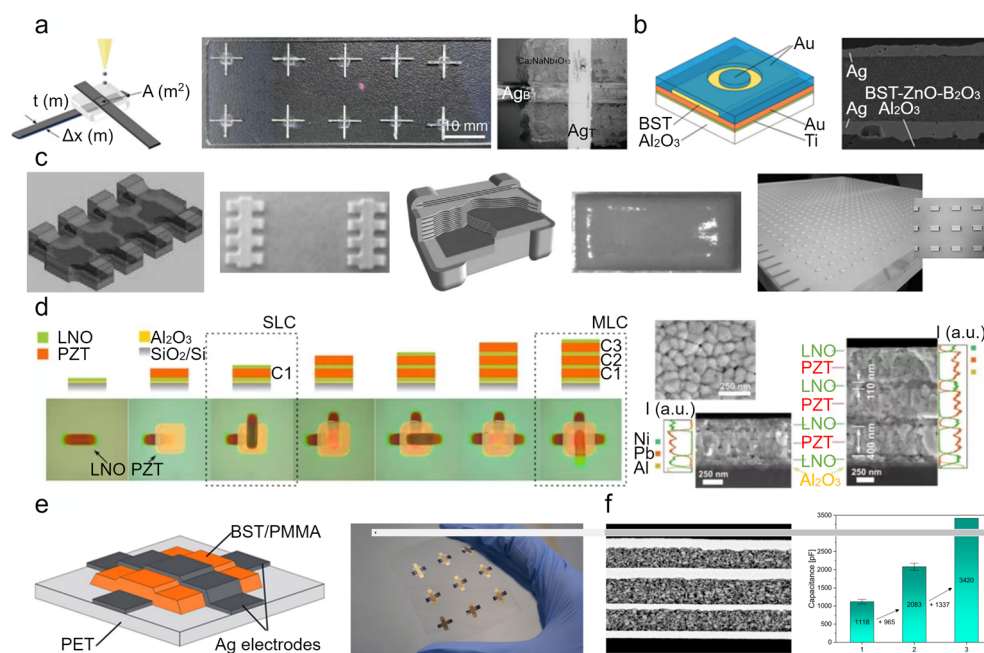 a
t (m)
Δx (m)
A (m²)
10 mm
Ca₂NaNb₄O₁₃
Ag_B
Ag_T
b
Au
BST
Al₂O₃
Au
Ti
Ag
BST-ZnO-B₂O₃
Ag
Al₂O₃
c
d
LNO
PZT
Al₂O₃
SiO₂/Si
SLC
C1
MLC
C3
C2
C1
LNO PZT
250 nm
I (a.u.)
Ni
Pb
Al
250 nm
LNO
PZT
LNO
PZT
LNO
PZT
LNO
Al₂O₃
110 nm
400 nm
250 nm
I (a.u.)
e
BST/PMMA
PET
Ag electrodes
f
Capacitance [pF]
3500
3000
2500
2000
1500
1000
500
0
1118
+ 965
2083
+ 1337
3420
1
2
3